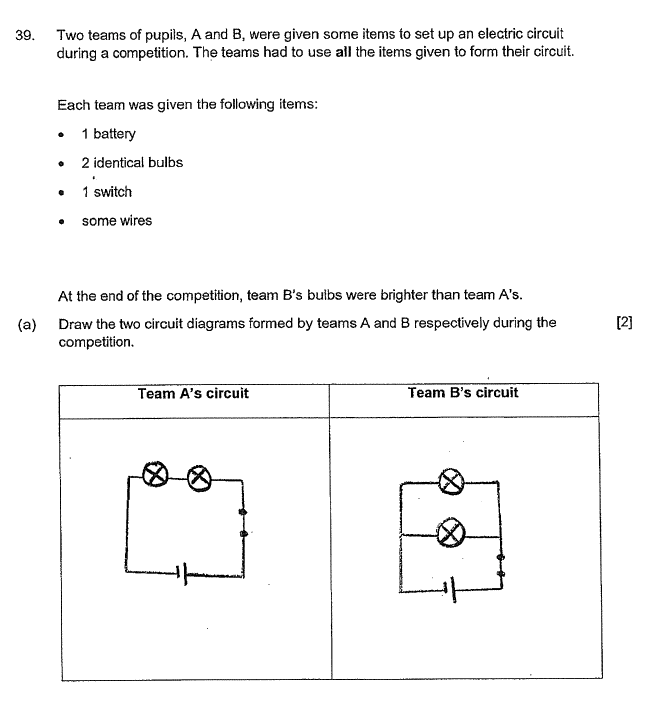 39. Two teams of pupils, A and B, were given some items to set up an electric circuit
during a competition. The teams had to use all the items given to form their circuit.
Each team was given the following items:
• 1 battery
• 2 identical bulbs
• 1 switch
• some wires
At the end of the competition, team B's bulbs were brighter than team A's.
(a) Draw the two circuit diagrams formed by teams A and B respectively during the [2]
competition.
Team A's circuit Team B's circuit